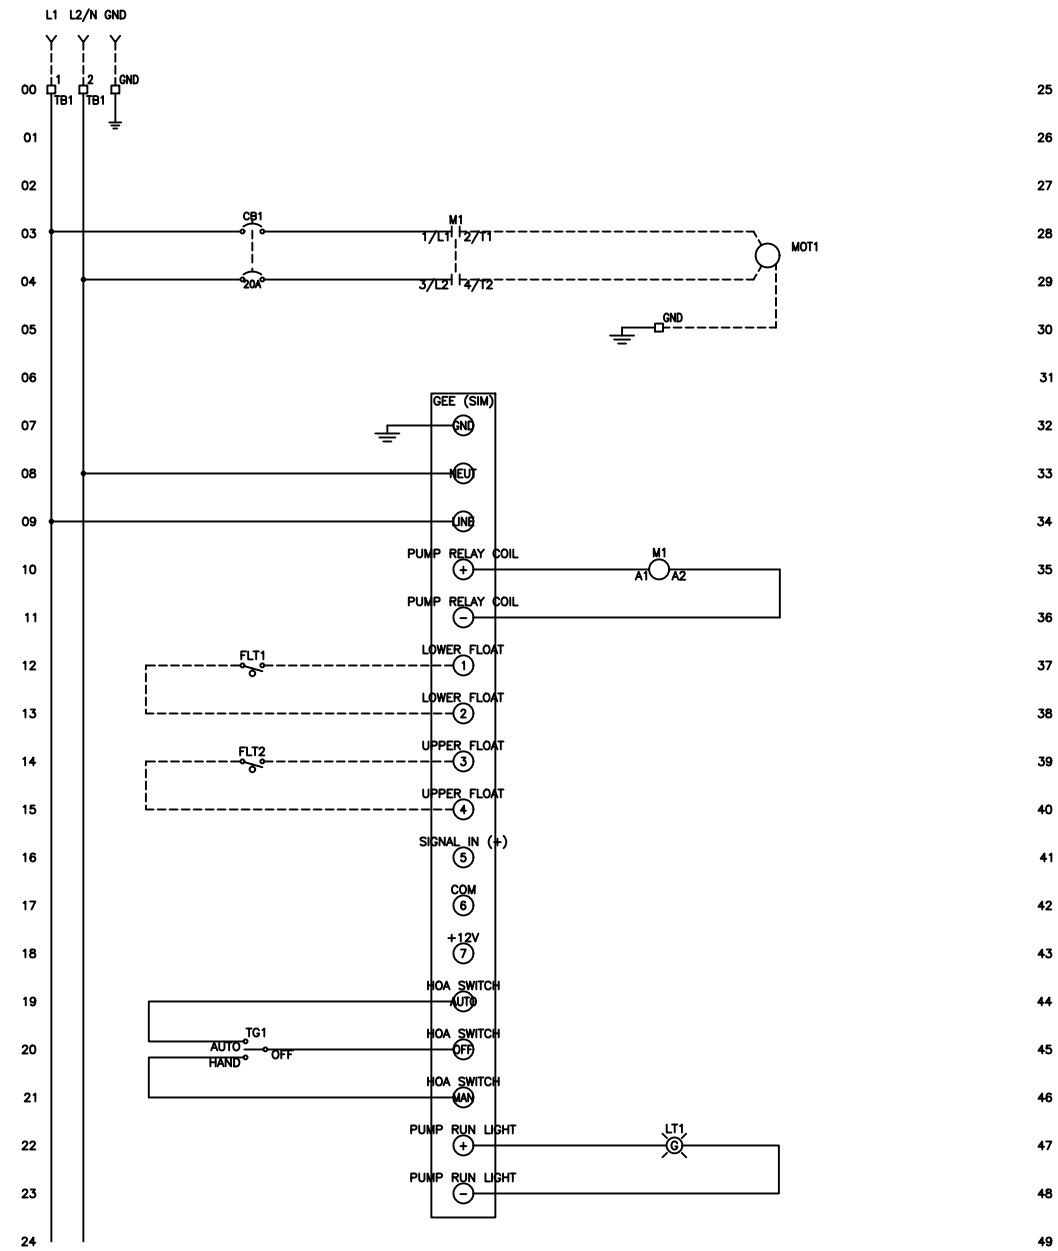 L1 L2/N GND
1 2 GND
00 TB1 TB1 25
01 26
02 27
CB1 M1
03 1/L1 2/T1 28
MOT1
04 20A 3/L2 4/T2 29
GND
05 30
06 31
GEE (SIM)
07 GND 32
08 NEUT 33
09 LINE 34
PUMP RELAY COIL M1
10 + A1 A2 35
PUMP RELAY COIL
11 - 36
FLT1 LOWER FLOAT
12 1 37
LOWER FLOAT
13 2 38
FLT2 UPPER FLOAT
14 3 39
UPPER FLOAT
15 4 40
SIGNAL IN (+)
16 5 41
COM
17 6 42
+12V
18 7 43
HOA SWITCH
19 AUTO 44
TG1 HOA SWITCH
20 AUTO OFF OFF 45
HAND
HOA SWITCH
21 MAN 46
PUMP RUN LIGHT LT1
22 + G 47
PUMP RUN LIGHT
23 - 48
24 49